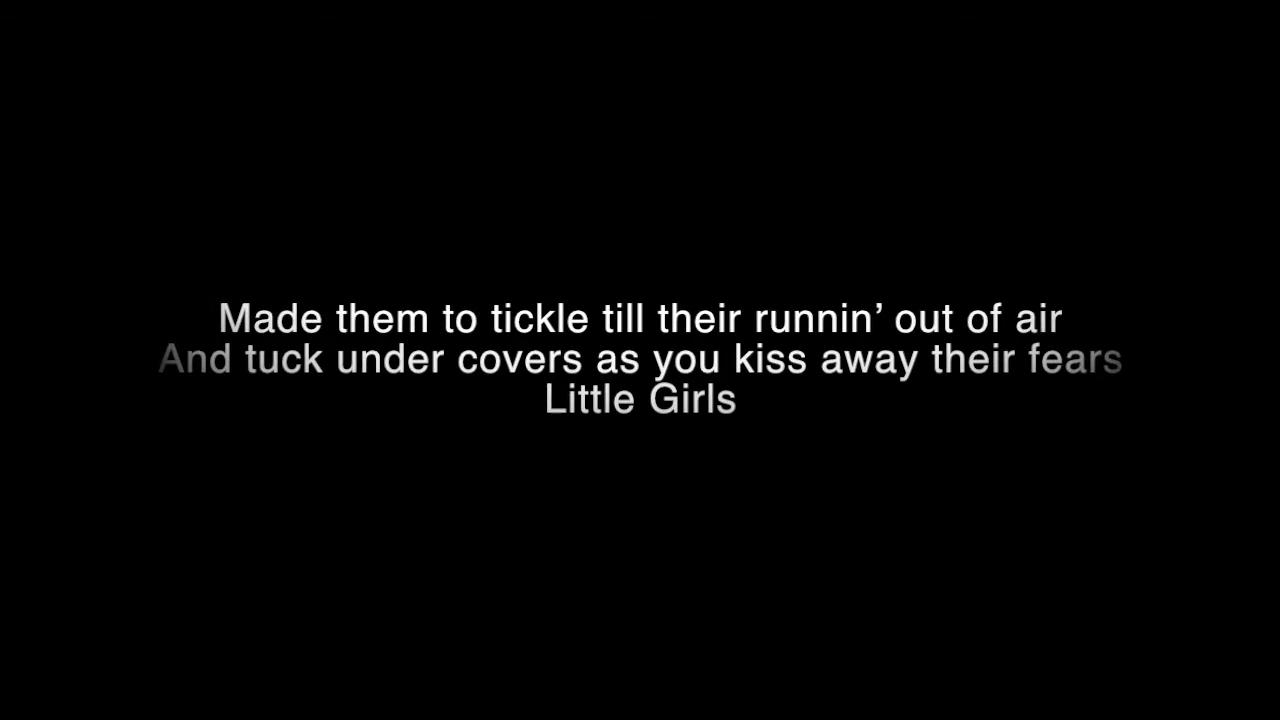 Made them to tickle till their runnin’ out of air
And tuck under covers as you kiss away their fears
Little Girls